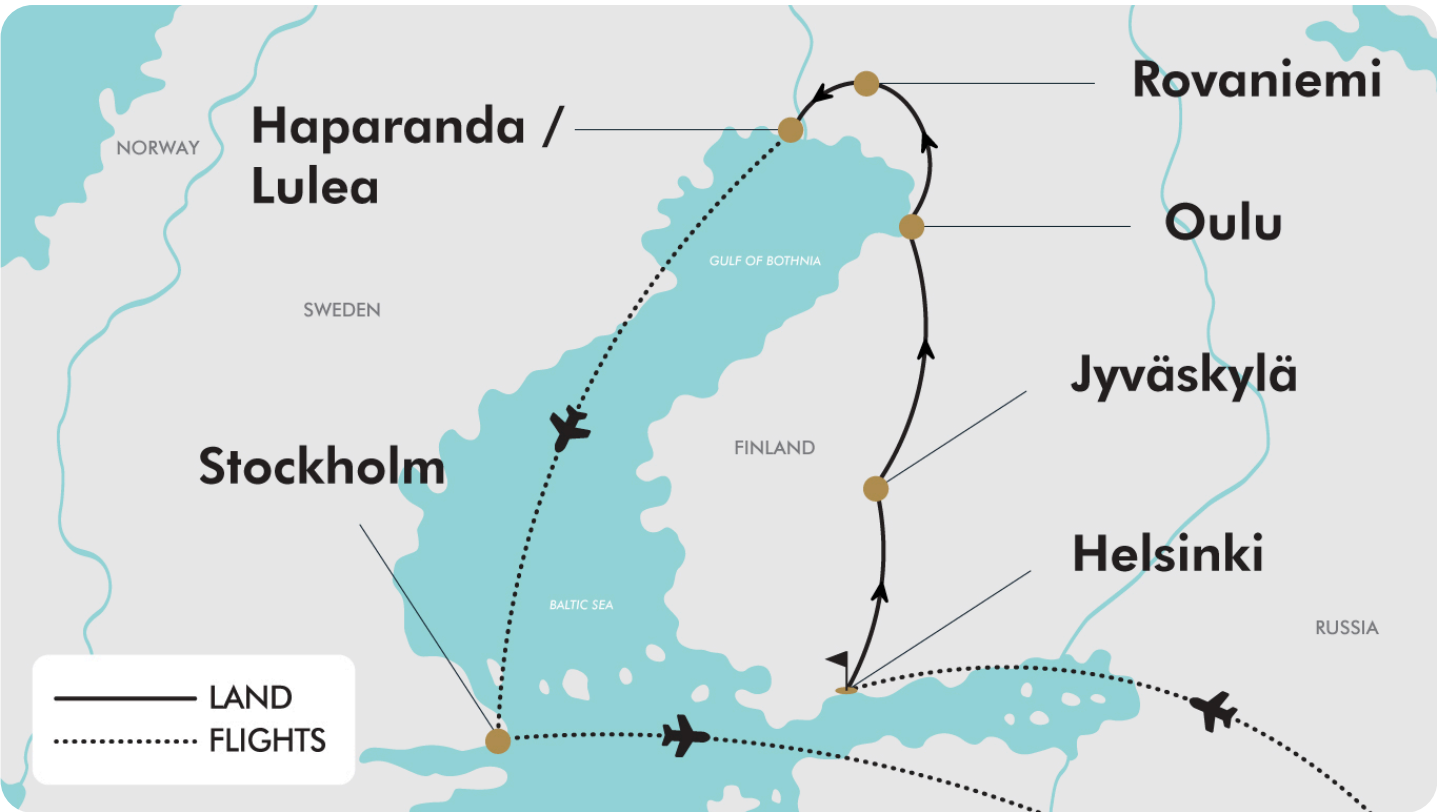 Rovaniemi
Haparanda /
Lulea
NORWAY
Oulu
GULF OF BOTHNIA
SWEDEN
Jyväskylä
FINLAND
Stockholm
Helsinki
BALTIC SEA
RUSSIA
LAND
FLIGHTS